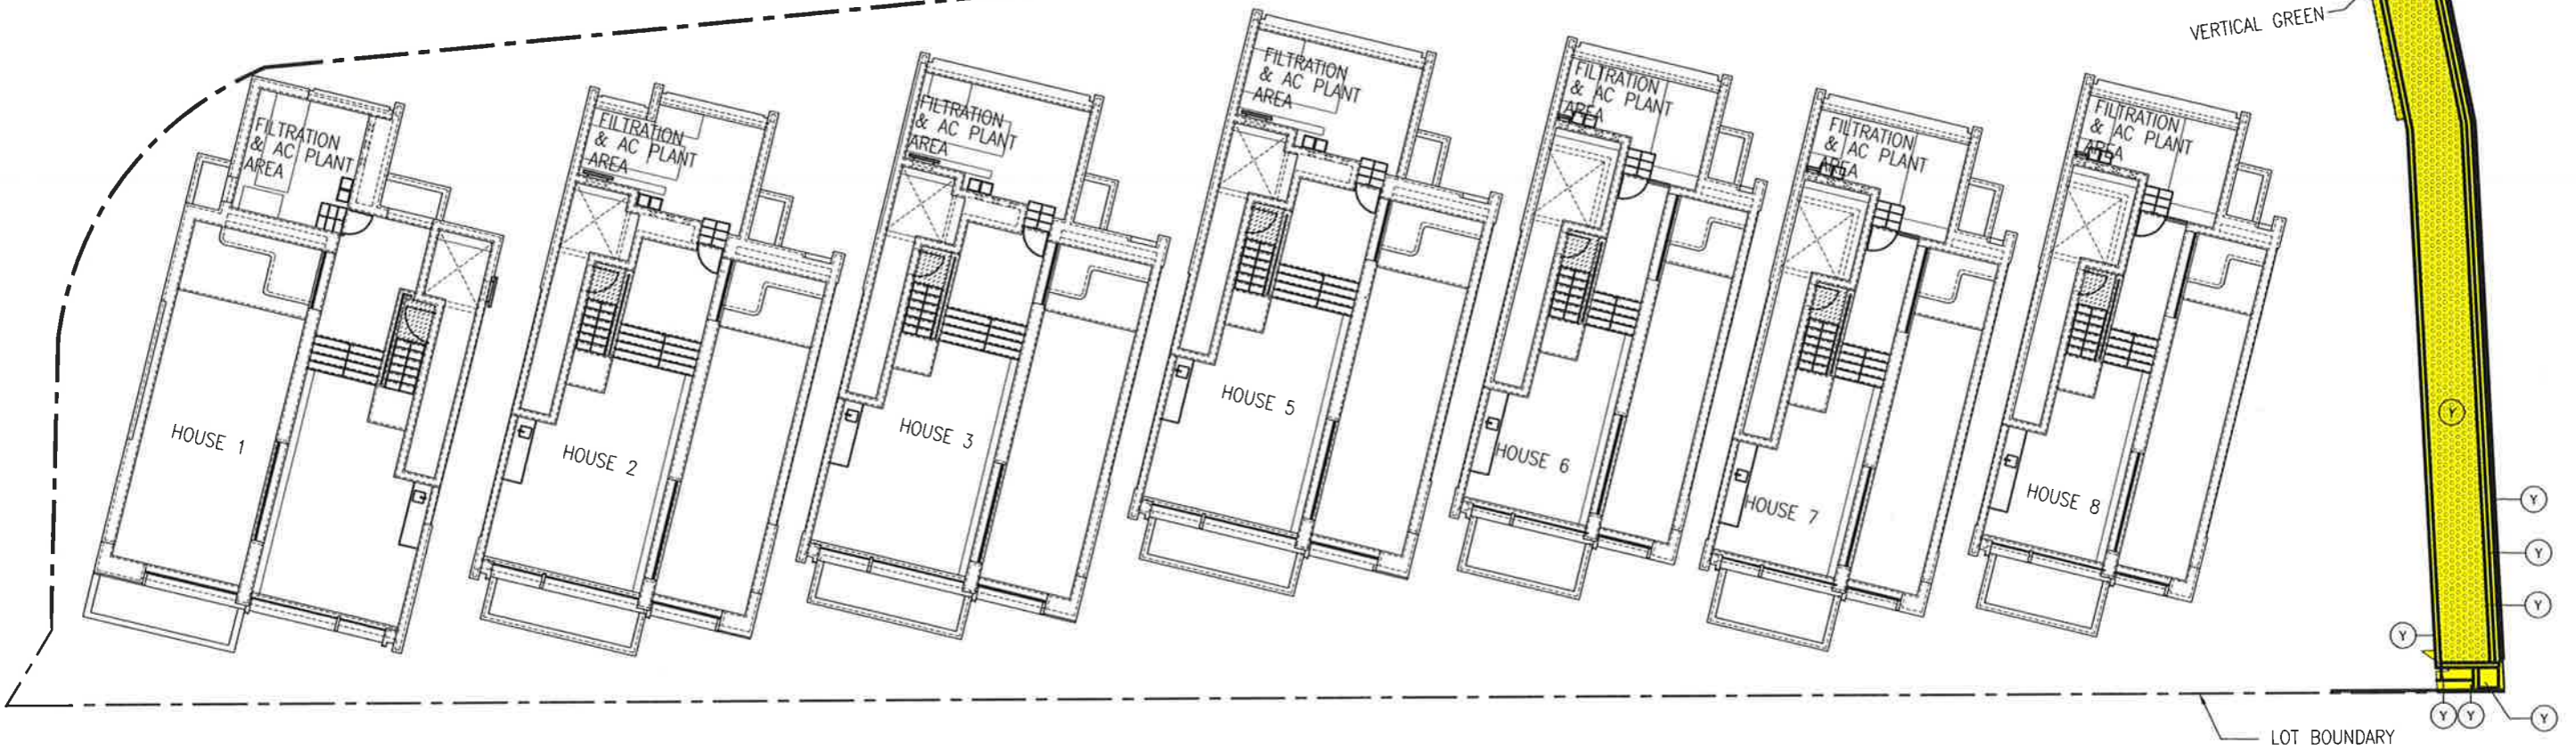 VERTICAL GREEN
FILTRATION
& AC PLANT
AREA
FILTRATION
& AC PLANT
AREA
FILTRATION
& AC PLANT
AREA
FILTRATION
& AC PLANT
AREA
FILTRATION
& AC PLANT
AREA
FILTRATION
& AC PLANT
AREA
FILTRATION
& AC PLANT
AREA
HOUSE 1
HOUSE 2
HOUSE 3
HOUSE 5
HOUSE 6
HOUSE 7
HOUSE 8
Y
Y
Y
Y
Y
Y
Y
Y
LOT BOUNDARY